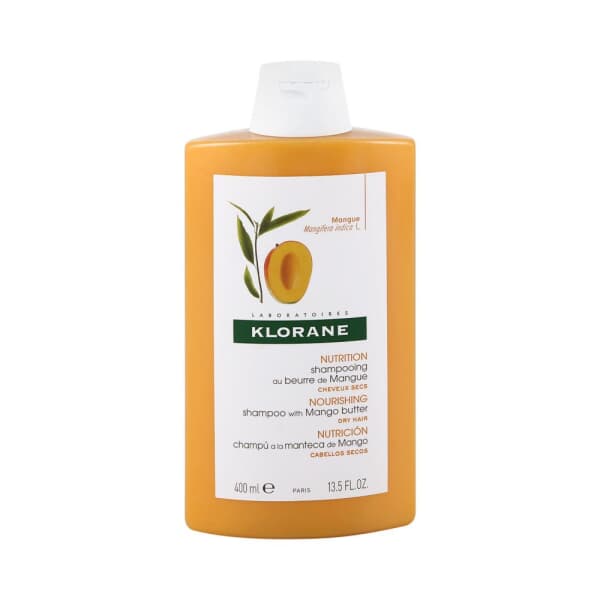 Mangue
Mangifera indica L.
LABORATOIRES
KLORANE
NUTRITION
shampooing
au beurre de Mangue
CHEVEUX SECS
NOURISHING
shampoo with Mango butter
DRY HAIR
NUTRICIÓN
champú a la manteca de Mango
CABELLOS SECOS
400 ml ℮ PARIS 13.5 FL.OZ.